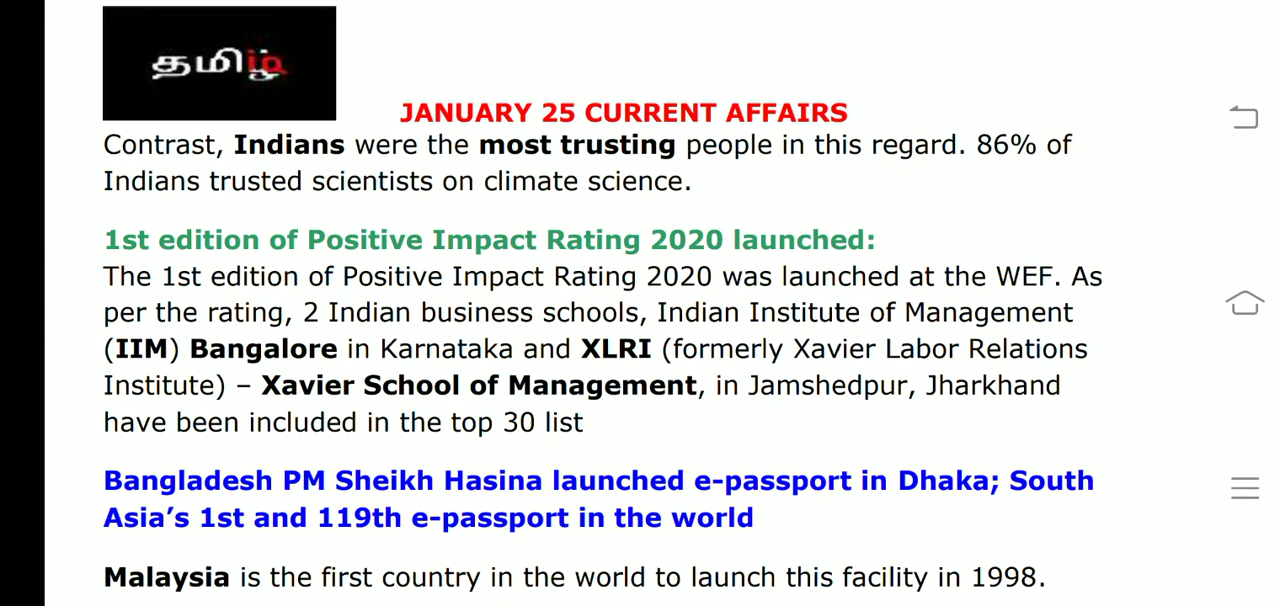 தமிழ்
JANUARY 25 CURRENT AFFAIRS
Contrast, Indians were the most trusting people in this regard. 86% of
Indians trusted scientists on climate science.
1st edition of Positive Impact Rating 2020 launched:
The 1st edition of Positive Impact Rating 2020 was launched at the WEF. As
per the rating, 2 Indian business schools, Indian Institute of Management
(IIM) Bangalore in Karnataka and XLRI (formerly Xavier Labor Relations
Institute) – Xavier School of Management, in Jamshedpur, Jharkhand
have been included in the top 30 list
Bangladesh PM Sheikh Hasina launched e-passport in Dhaka; South
Asia’s 1st and 119th e-passport in the world
Malaysia is the first country in the world to launch this facility in 1998.